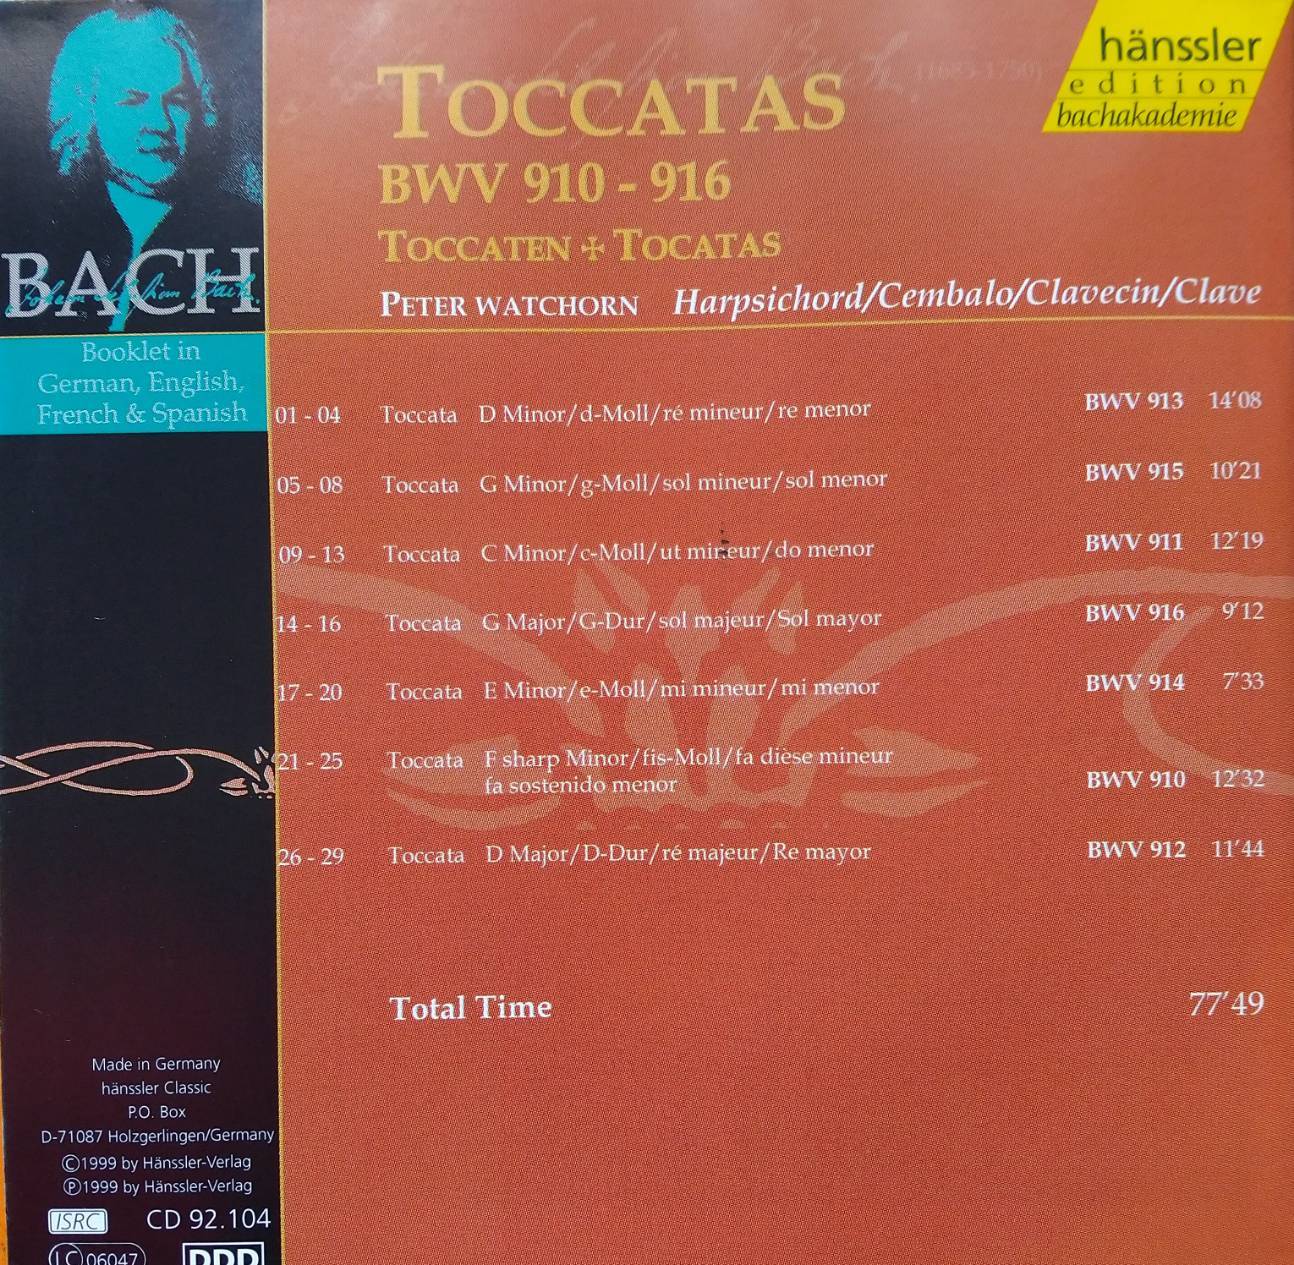 TOCCATAS
BWV 910 - 916
TOCCATEN ✢ TOCATAS
PETER WATCHORN Harpsichord/Cembalo/Clavecin/Clave
hänssler
edition
bachakademie
BACH
Booklet in
German, English,
French & Spanish
01 - 04 Toccata D Minor/d-Moll/ré mineur/re menor BWV 913 14'08
05 - 08 Toccata G Minor/g-Moll/sol mineur/sol menor BWV 915 10'21
09 - 13 Toccata C Minor/c-Moll/ut mineur/do menor BWV 911 12'19
14 - 16 Toccata G Major/G-Dur/sol majeur/Sol mayor BWV 916 9'12
17 - 20 Toccata E Minor/e-Moll/mi mineur/mi menor BWV 914 7'33
21 - 25 Toccata F sharp Minor/fis-Moll/fa dièse mineur
fa sostenido menor BWV 910 12'32
26 - 29 Toccata D Major/D-Dur/ré majeur/Re mayor BWV 912 11'44
Total Time 77'49
Made in Germany
hänssler Classic
P.O. Box
D-71087 Holzgerlingen/Germany
©1999 by Hänssler-Verlag
℗1999 by Hänssler-Verlag
ISRC CD 92.104
LC 06047 DDD